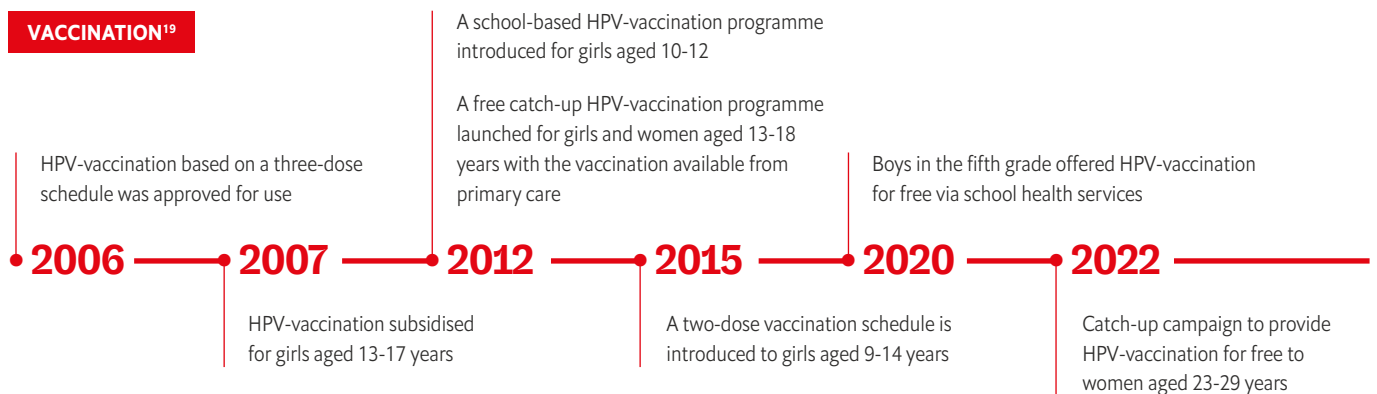 VACCINATION¹⁹
A school-based HPV-vaccination programme
introduced for girls aged 10-12
A free catch-up HPV-vaccination programme
launched for girls and women aged 13-18
years with the vaccination available from
primary care
HPV-vaccination based on a three-dose
schedule was approved for use
Boys in the fifth grade offered HPV-vaccination
for free via school health services
2006
2007
2012
2015
2020
2022
HPV-vaccination subsidised
for girls aged 13-17 years
A two-dose vaccination schedule is
introduced to girls aged 9-14 years
Catch-up campaign to provide
HPV-vaccination for free to
women aged 23-29 years